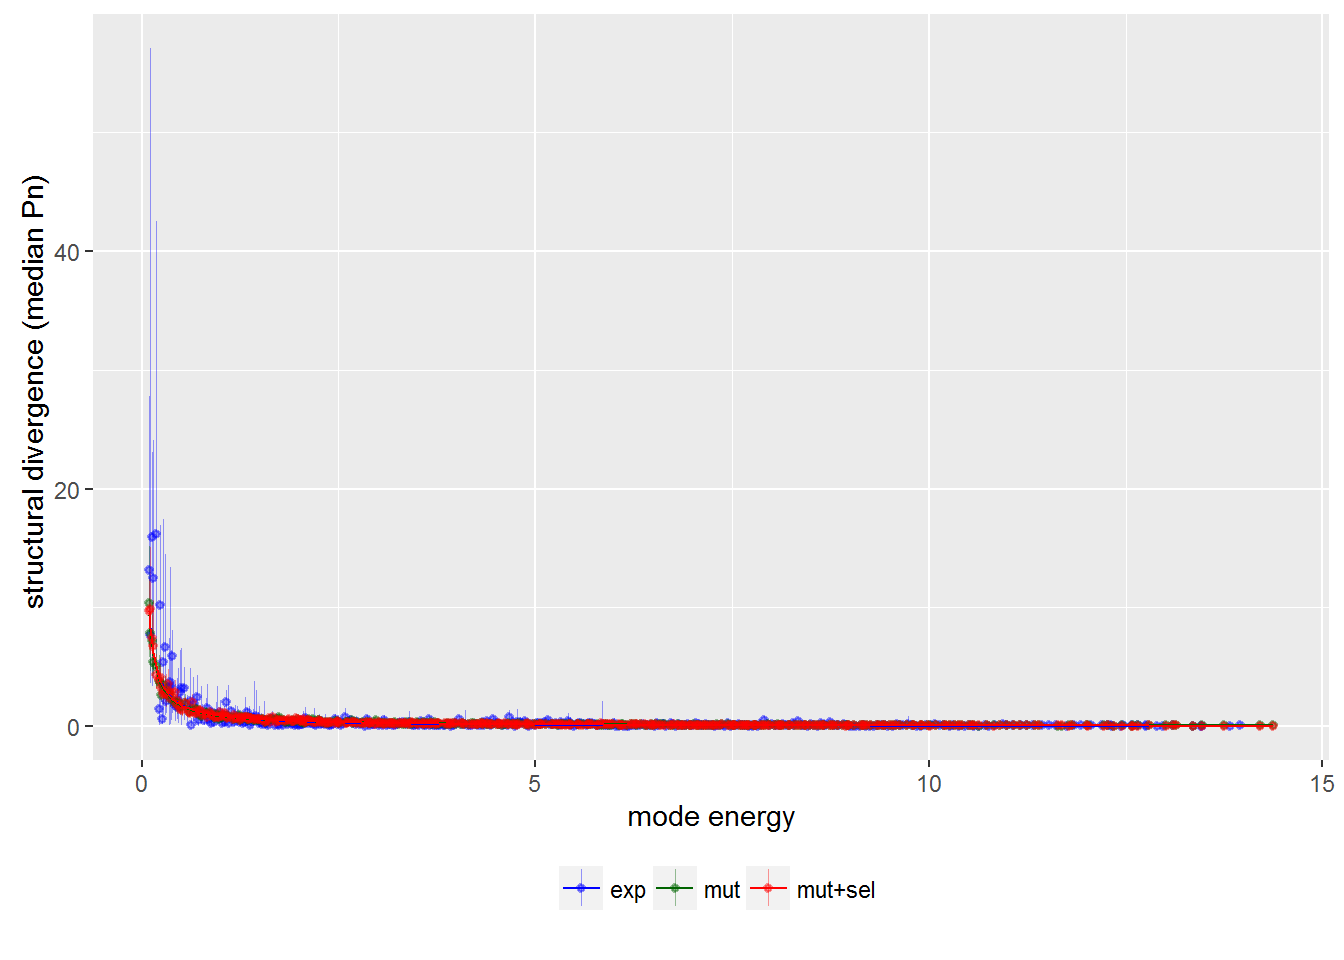 structural divergence (median Pn)
40
20
0
0 5 10 15
mode energy
exp mut mut+sel